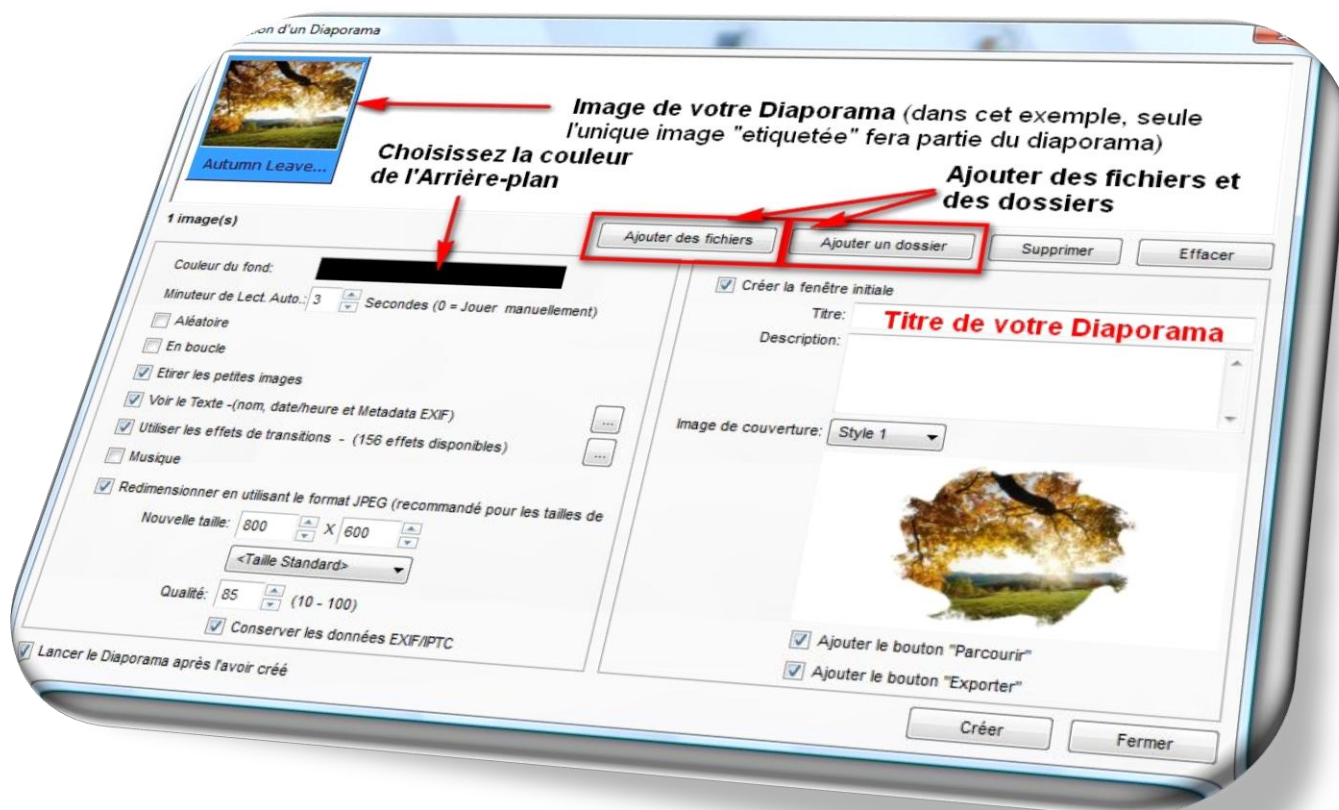 on d'un Diaporama
Image de votre Diaporama (dans cet exemple, seule
l'unique image "etiquetée" fera partie du diaporama)
Autumn Leave...
Choisissez la couleur
de l'Arrière-plan
Ajouter des fichiers et
des dossiers
1 image(s)
Ajouter des fichiers
Ajouter un dossier
Supprimer
Effacer
Couleur du fond:
Minuteur de Lect. Auto.: 3 Secondes (0 = Jouer manuellement)
Aléatoire
En boucle
Etirer les petites images
Voir le Texte -(nom, date/heure et Metadata EXIF)
...
Utiliser les effets de transitions - (156 effets disponibles)
...
Musique
Redimensionner en utilisant le format JPEG (recommandé pour les tailles de
Nouvelle taille: 800 X 600
<Taille Standard>
Qualité: 85 (10 - 100)
Conserver les données EXIF/IPTC
Lancer le Diaporama après l'avoir créé
Créer la fenêtre initiale
Titre: Titre de votre Diaporama
Description:
Image de couverture: Style 1
Ajouter le bouton "Parcourir"
Ajouter le bouton "Exporter"
Créer
Fermer